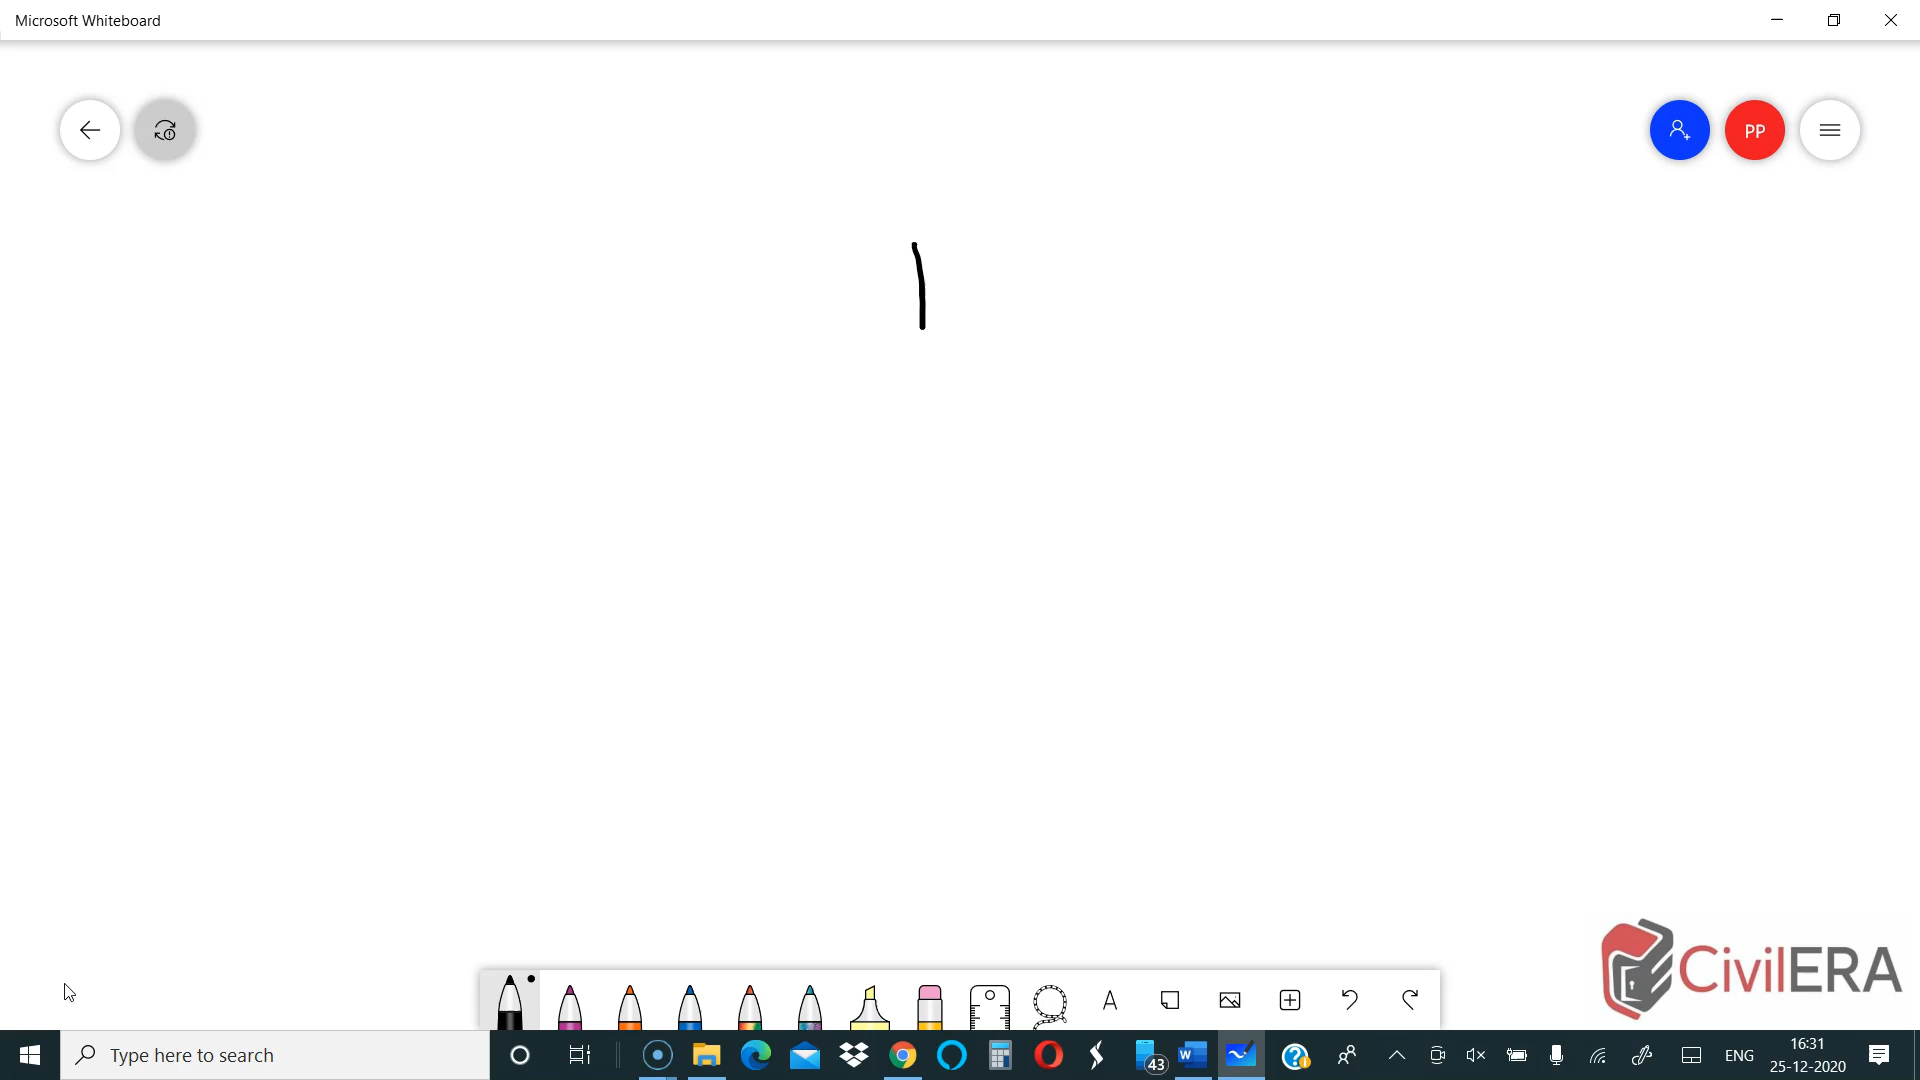 Microsoft Whiteboard
PP
A
CivilERA
Type here to search
43
W
ENG
16:31
25-12-2020